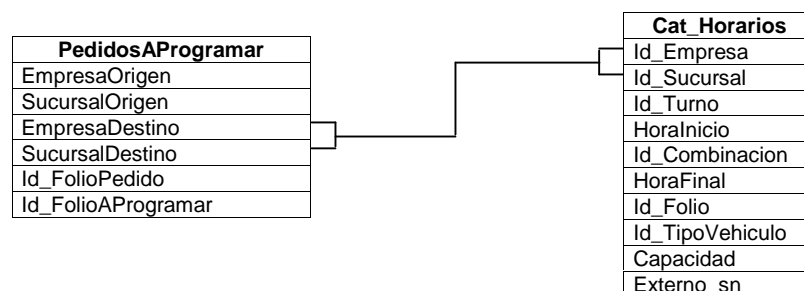 PedidosAProgramar
EmpresaOrigen
SucursalOrigen
EmpresaDestino
SucursalDestino
Id_FolioPedido
Id_FolioAProgramar
Cat_Horarios
Id_Empresa
Id_Sucursal
Id_Turno
HoraInicio
Id_Combinacion
HoraFinal
Id_Folio
Id_TipoVehiculo
Capacidad
Externo_sn